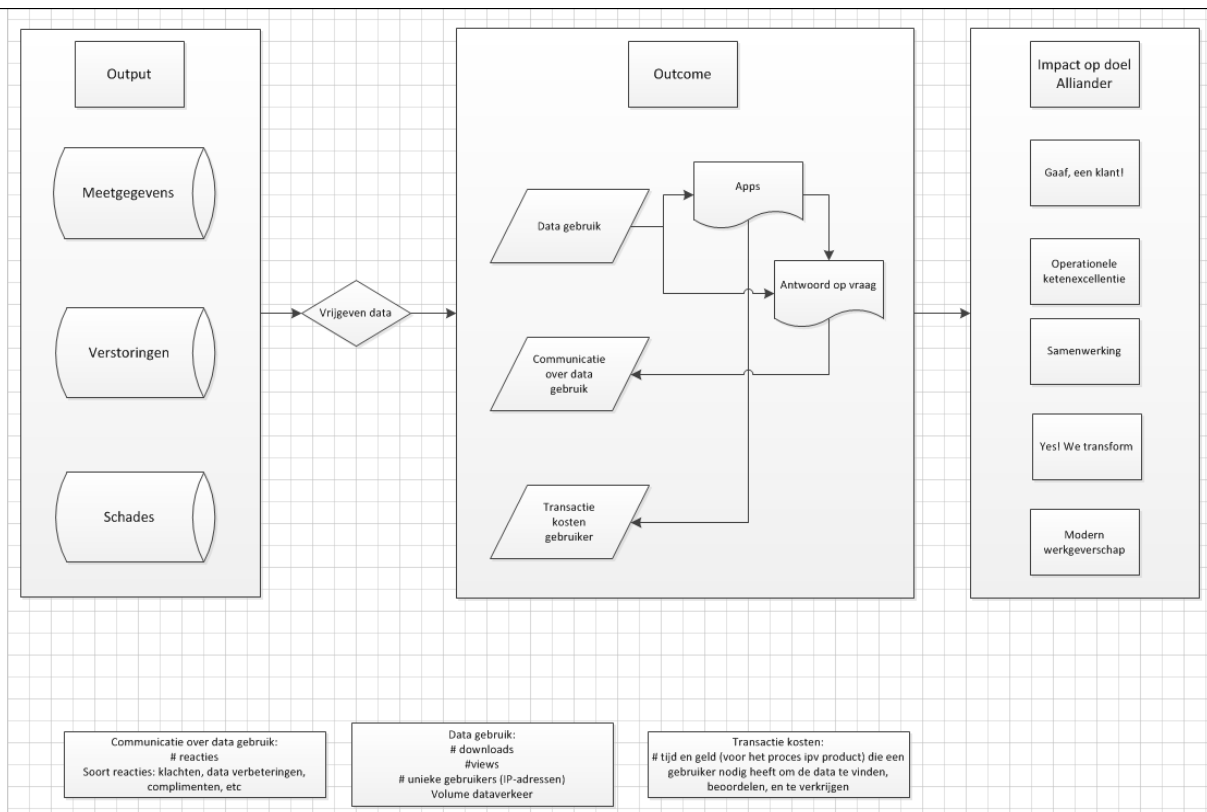 Output
Meetgegevens
Verstoringen
Schades
Vrijgeven data
Outcome
Data gebruik
Apps
Antwoord op vraag
Communicatie
over data
gebruik
Transactie
kosten
gebruiker
Impact op doel
Alliander
Gaaf, een klant!
Operationele
ketenexcellentie
Samenwerking
Yes! We transform
Modern
werkgeverschap
Communicatie over data gebruik:
# reacties
Soort reacties: klachten, data verbeteringen,
complimenten, etc
Data gebruik:
# downloads
#views
# unieke gebruikers (IP-adressen)
Volume dataverkeer
Transactie kosten:
# tijd en geld (voor het proces ipv product) die een
gebruiker nodig heeft om de data te vinden,
beoordelen, en te verkrijgen